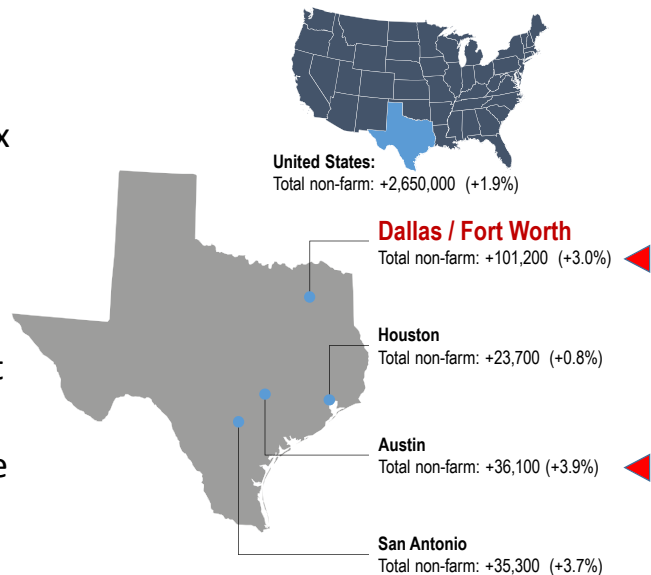 x
United States:
Total non-farm: +2,650,000 (+1.9%)
Dallas / Fort Worth
Total non-farm: +101,200 (+3.0%)
Houston
Total non-farm: +23,700 (+0.8%)
t
Austin
Total non-farm: +36,100 (+3.9%)
e
San Antonio
Total non-farm: +35,300 (+3.7%)